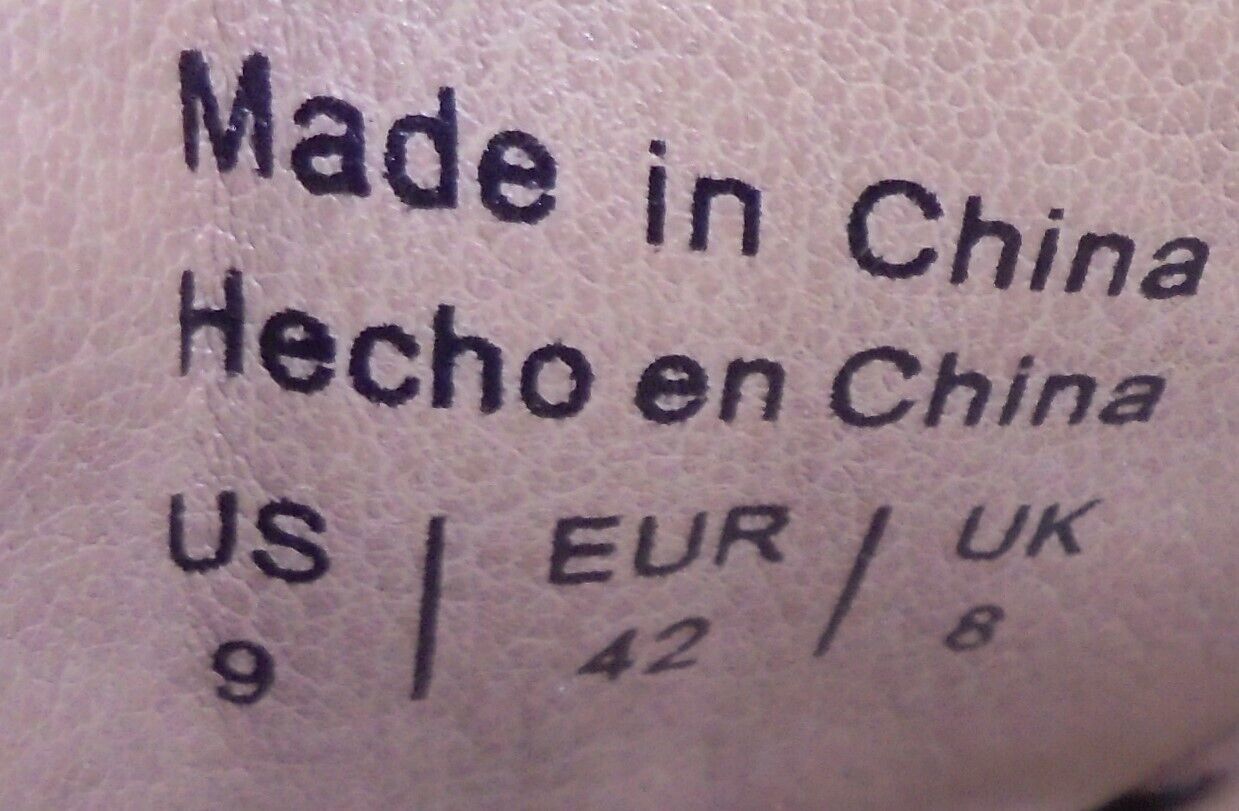 Made in China
Hecho en China
US | EUR / UK
9 42 8